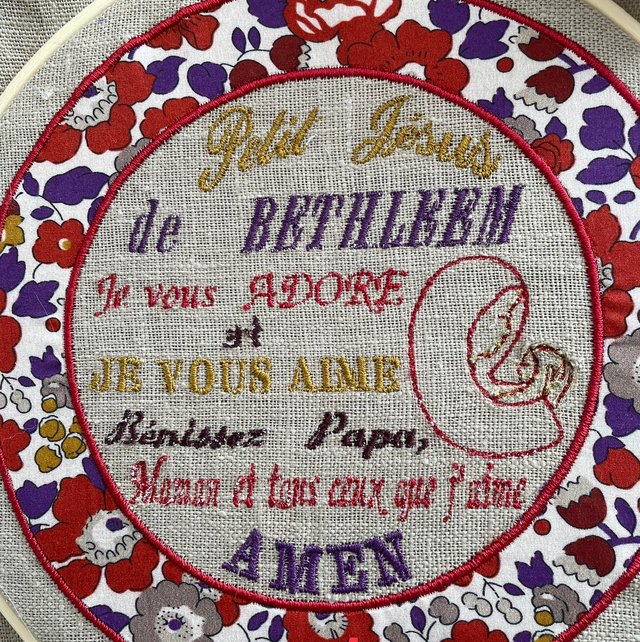 Petit Jésus
de BETHLEEM
Je vous ADORE
et
JE VOUS AIME
Bénissez Papa,
Maman et tous ceux que j'aime
AMEN